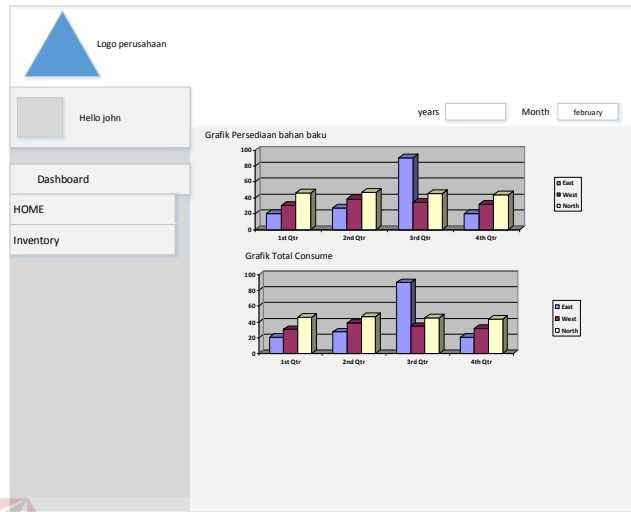 Logo perusahaan
Hello john
years
Month february
Grafik Persediaan bahan baku
100
80
60
40
20
0
1st Qtr 2nd Qtr 3rd Qtr 4th Qtr
East
West
North
Dashboard
HOME
Inventory
Grafik Total Consume
100
80
60
40
20
0
1st Qtr 2nd Qtr 3rd Qtr 4th Qtr
East
West
North